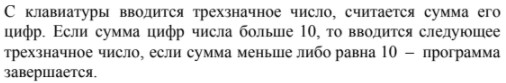 С клавиатуры вводится трехзначное число, считается сумма его
цифр. Если сумма цифр числа больше 10, то вводится следующее
трехзначное число, если сумма меньше либо равна 10 – программа
завершается.